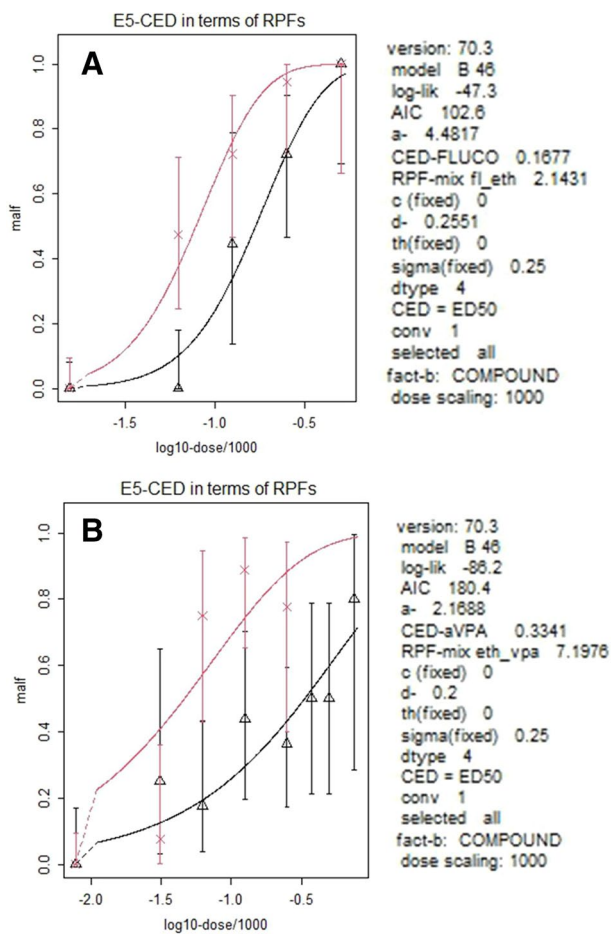 E5-CED in terms of RPFs
A
malf
1.0
0.8
0.6
0.4
0.2
0.0
-1.5 -1.0 -0.5
log10-dose/1000
version: 70.3
model B 46
log-lik -47.3
AIC 102.6
a- 4.4817
CED-FLUCO 0.1677
RPF-mix fl_eth 2.1431
c (fixed) 0
d- 0.2551
th(fixed) 0
sigma(fixed) 0.25
dtype 4
CED = ED50
conv 1
selected all
fact-b: COMPOUND
dose scaling: 1000
E5-CED in terms of RPFs
B
malf
1.0
0.8
0.6
0.4
0.2
0.0
-2.0 -1.5 -1.0 -0.5
log10-dose/1000
version: 70.3
model B 46
log-lik -86.2
AIC 180.4
a- 2.1688
CED-aVPA 0.3341
RPF-mix eth_vpa 7.1976
c (fixed) 0
d- 0.2
th(fixed) 0
sigma(fixed) 0.25
dtype 4
CED = ED50
conv 1
selected all
fact-b: COMPOUND
dose scaling: 1000